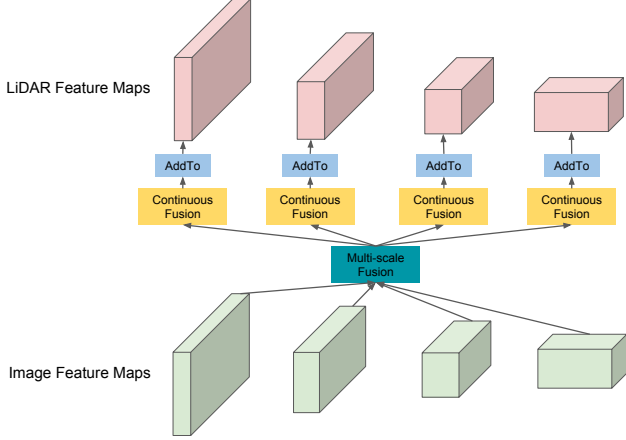 LiDAR Feature Maps
AddTo
AddTo
AddTo
AddTo
Continuous
Fusion
Continuous
Fusion
Continuous
Fusion
Continuous
Fusion
Multi-scale
Fusion
Image Feature Maps